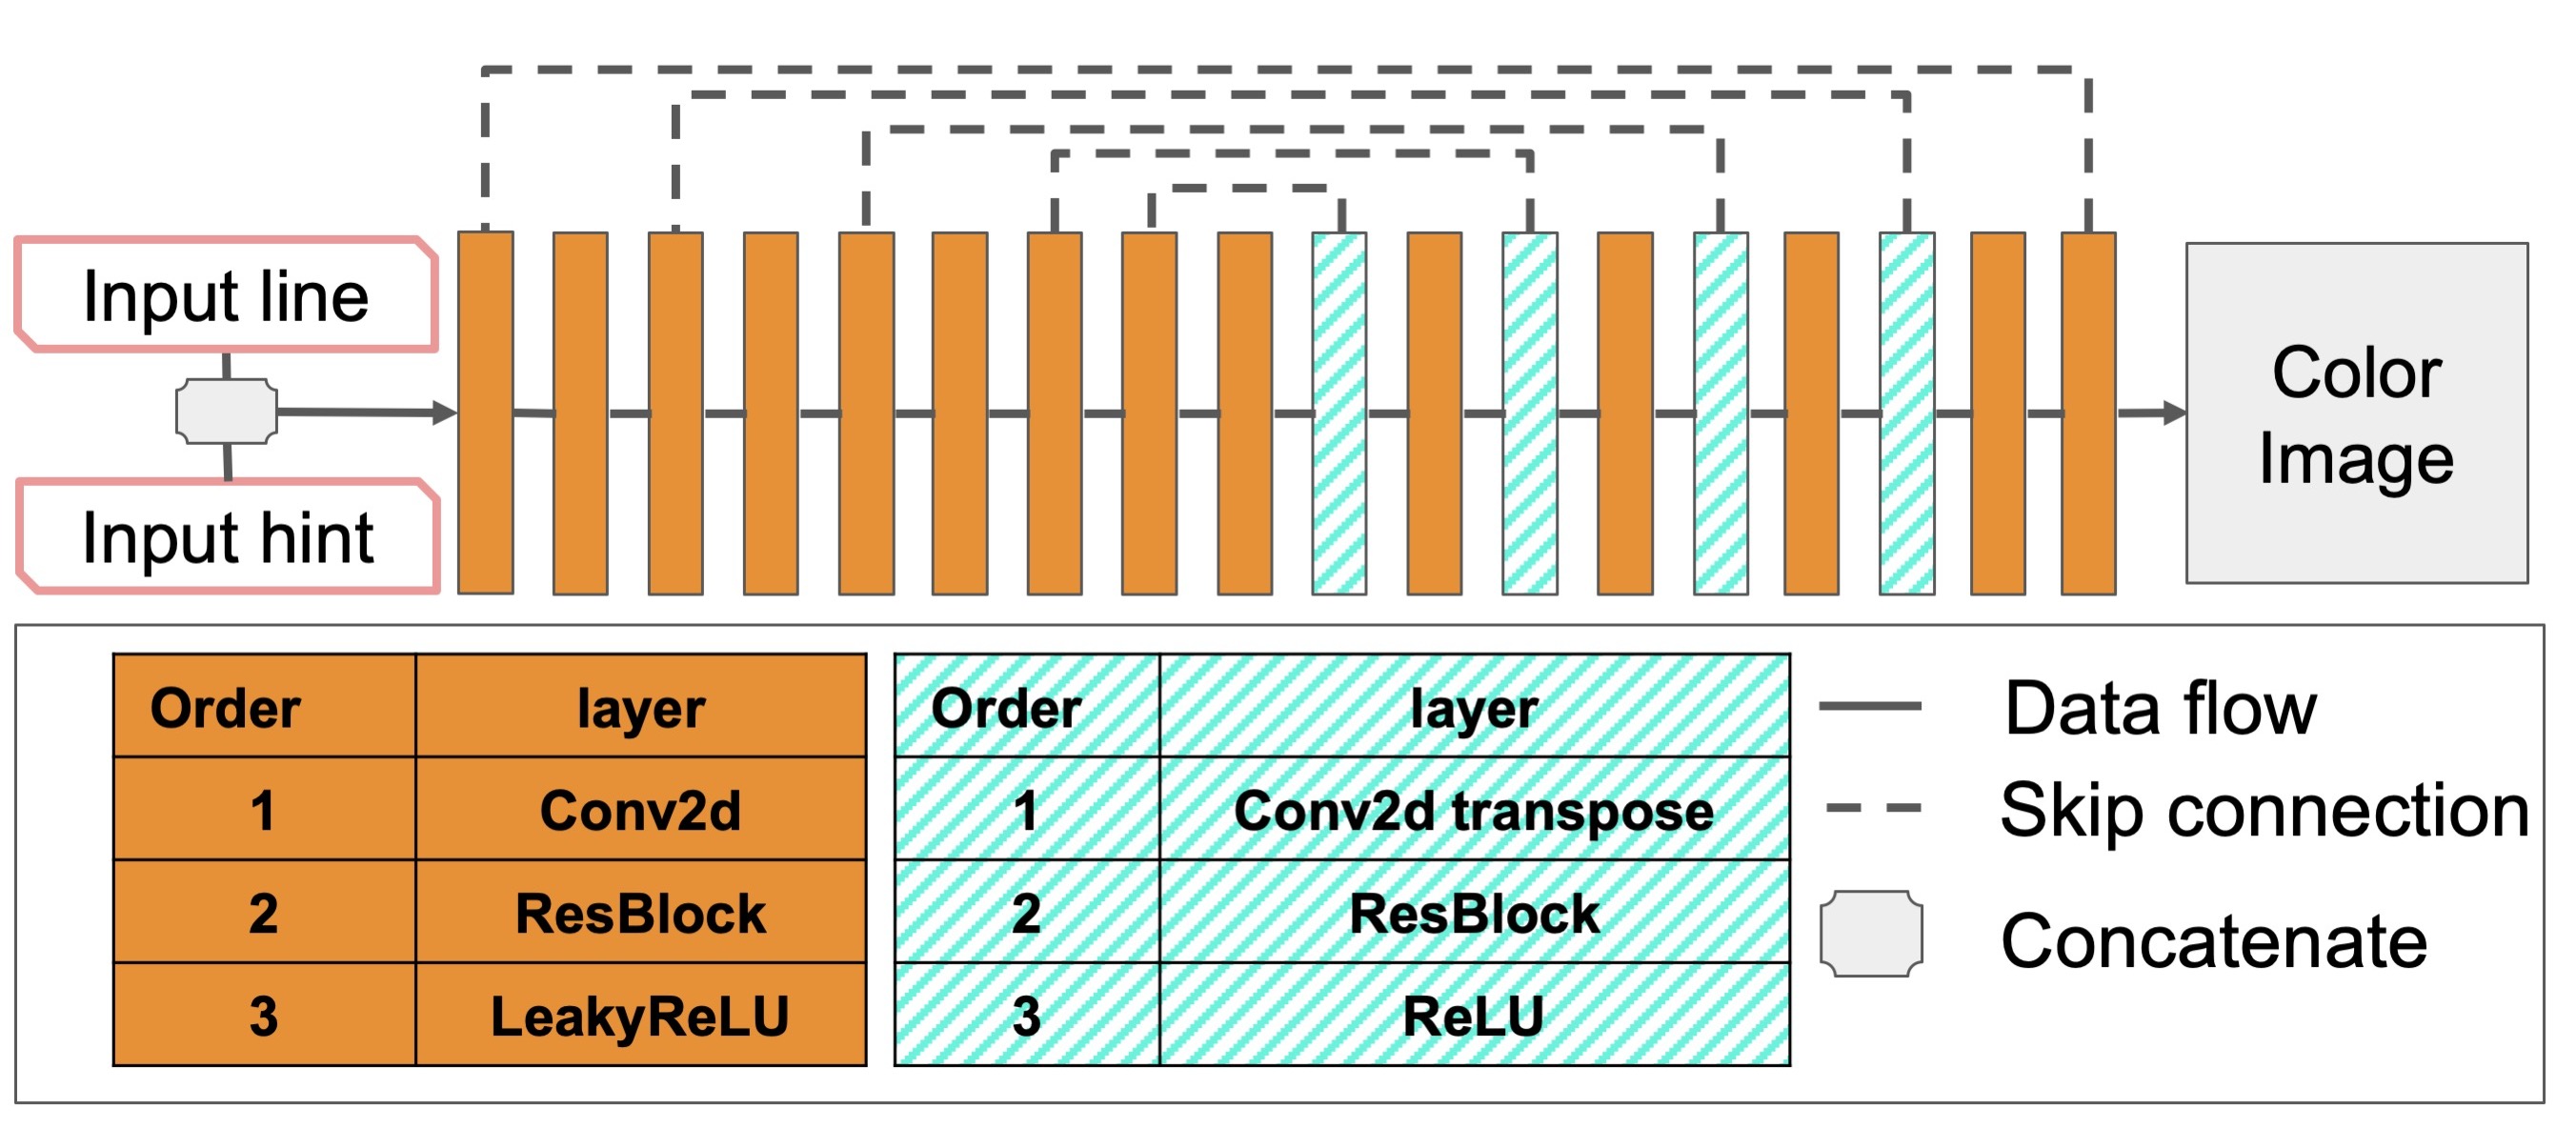 Input line
Input hint
Color
Image
Order layer
1 Conv2d
2 ResBlock
3 LeakyReLU
Order layer
1 Conv2d transpose
2 ResBlock
3 ReLU
Data flow
Skip connection
Concatenate